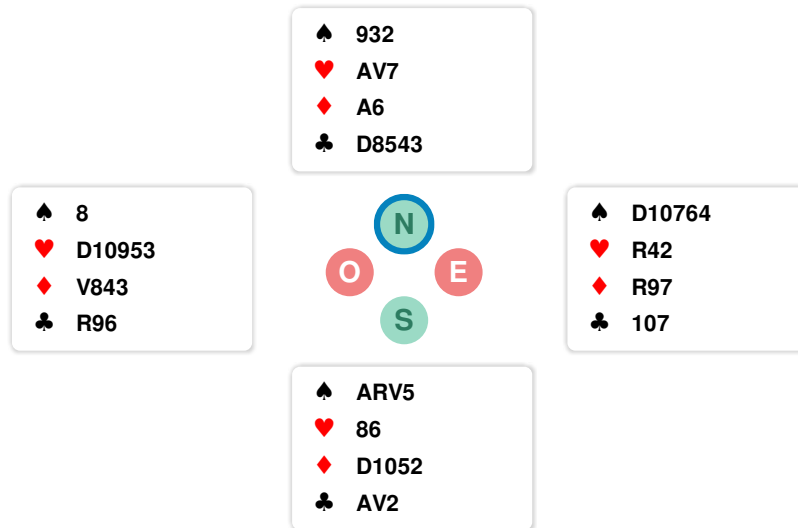 ♠ 932
♥ AV7
♦ A6
♣ D8543
♠ 8
♥ D10953
♦ V843
♣ R96
N
O E
S
♠ D10764
♥ R42
♦ R97
♣ 107
♠ ARV5
♥ 86
♦ D1052
♣ AV2